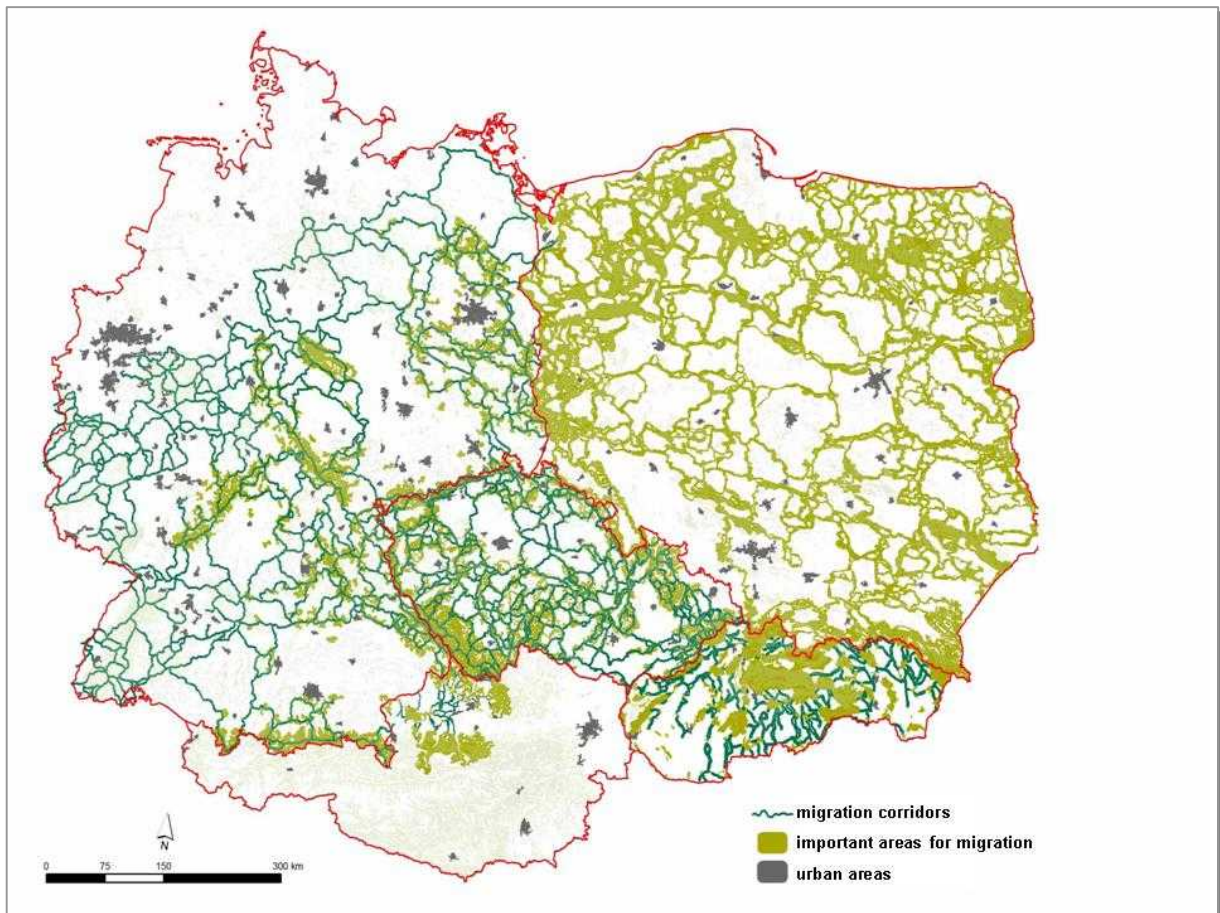 migration corridors
important areas for migration
urban areas
N
0 75 150 300 km